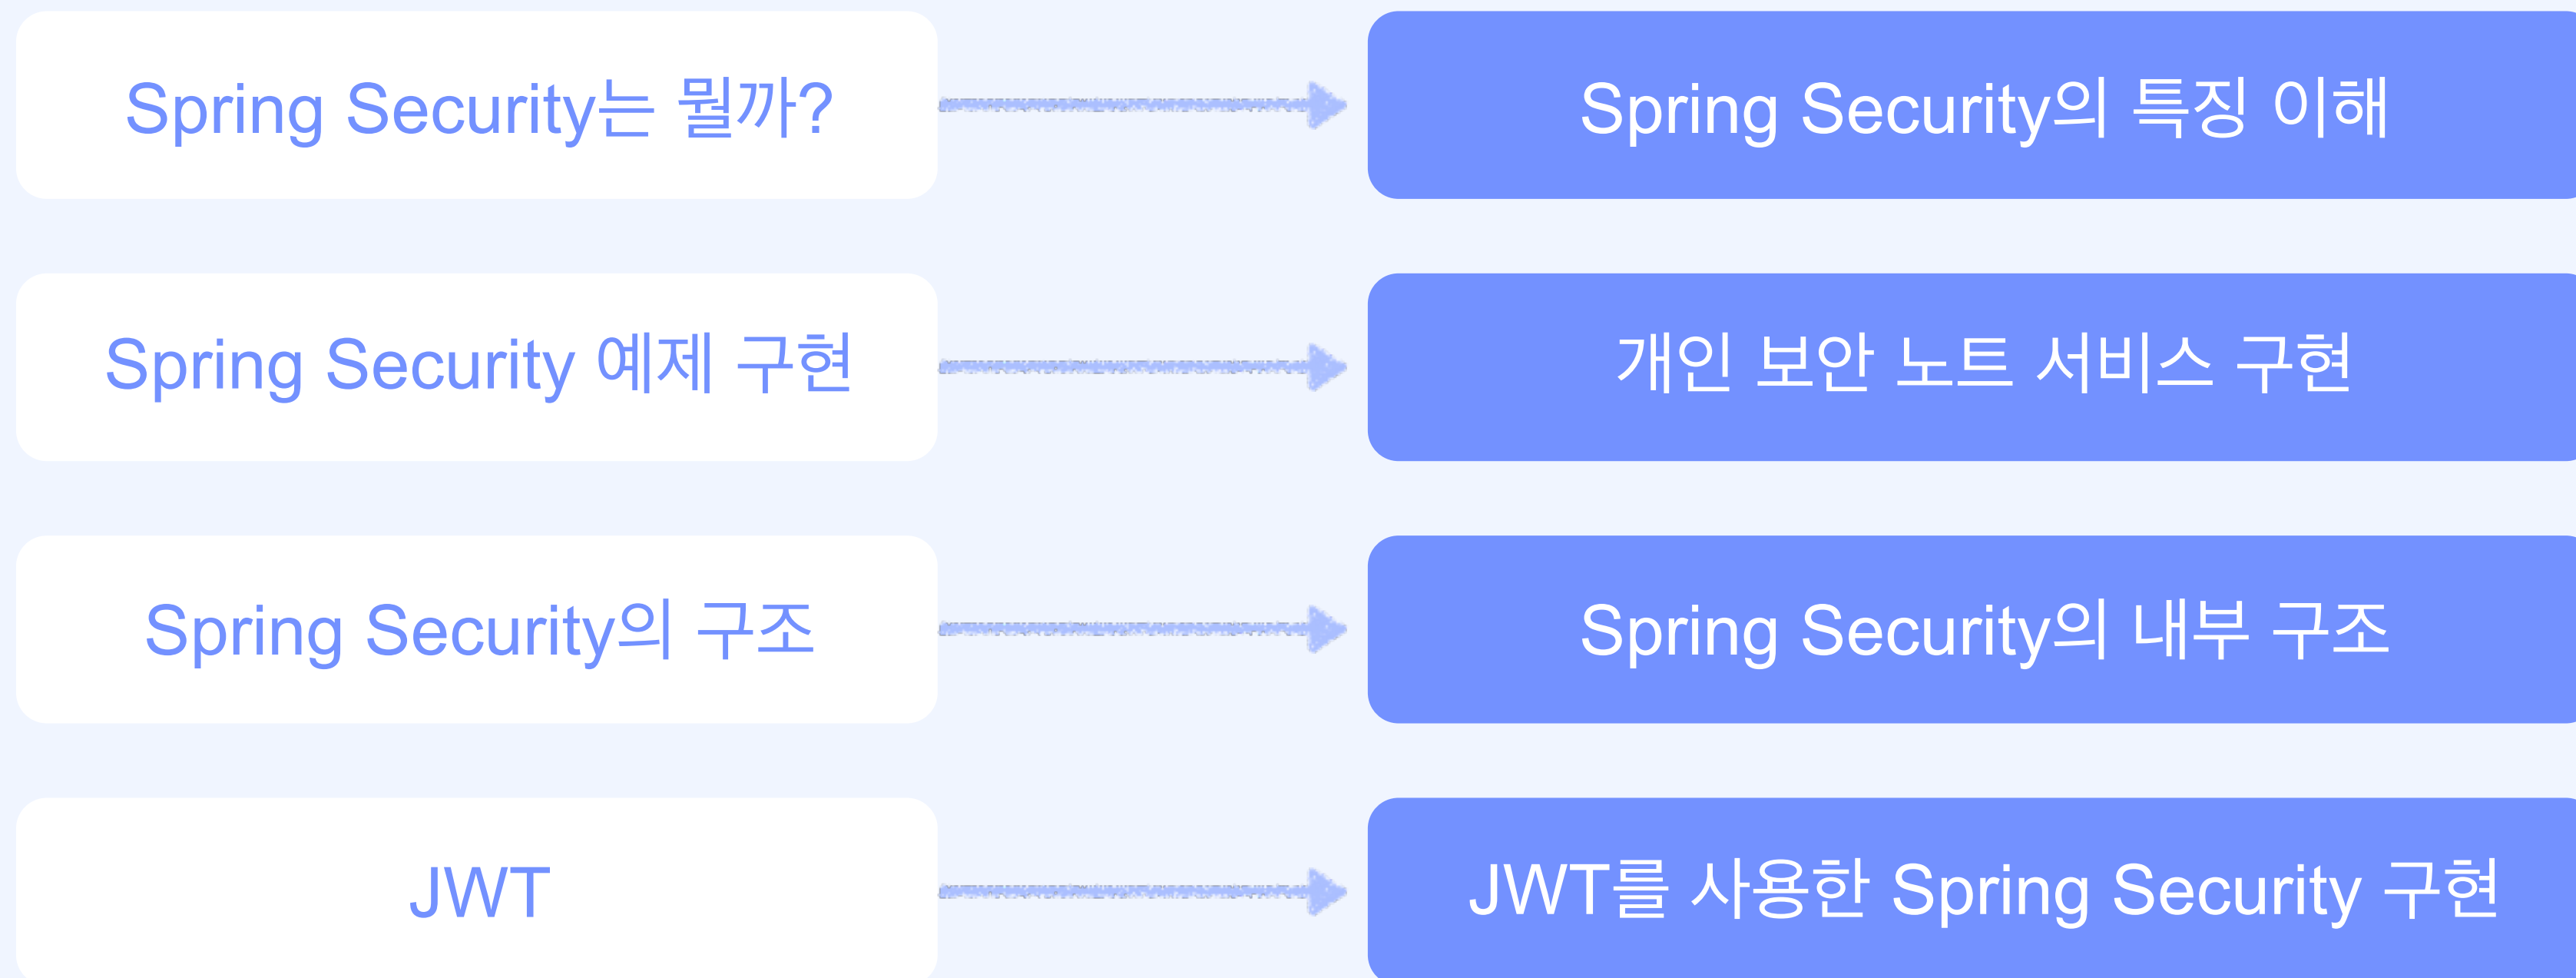 Spring Security는 뭘까?
Spring Security의 특징 이해
Spring Security 예제 구현
개인 보안 노트 서비스 구현
Spring Security의 구조
Spring Security의 내부 구조
JWT
JWT를 사용한 Spring Security 구현